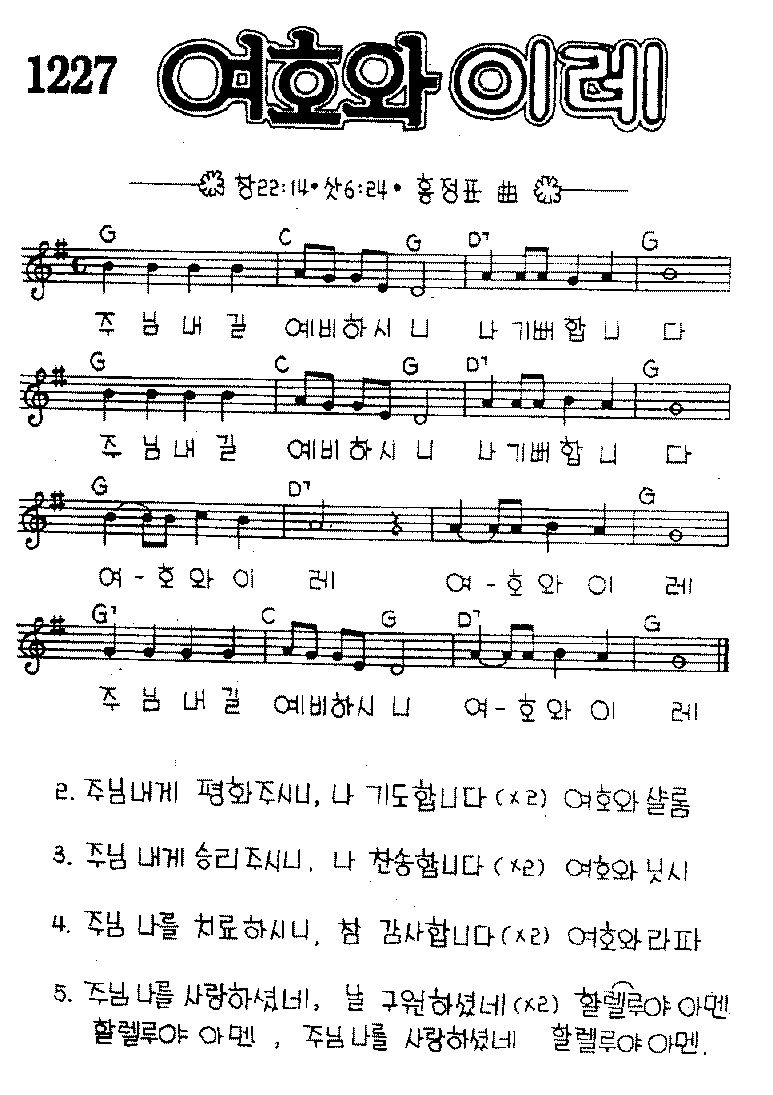 1227 여호와 이레
창22:14• 삿6:24• 홍정표 曲
G C G D7 G
주 님 내 길 예비하시 니 나 기뻐합 니 다
G C G D7 G
주 님 내 길 예비하시 니 나 기뻐합 니 다
G D7 G
여 - 호 와 이 레 여 - 호 와 이 레
G7 C G D7 G
주 님 내 길 예비하시 니 여 - 호 와 이 레
2. 주님내게 평화주시니, 나 기도합니다 (x2) 여호와샬롬
3. 주님 내게 승리주시니, 나 찬송합니다 (x2) 여호와닛시
4. 주님 나를 치료하시니, 참 감사합니다 (x2) 여호와라파
5. 주님나를 사랑하셨네, 날 구원하셨네 (x2) 할렐루야 아멘
할렐루야 아멘 , 주님나를 사랑하셨네 할렐루야아멘.